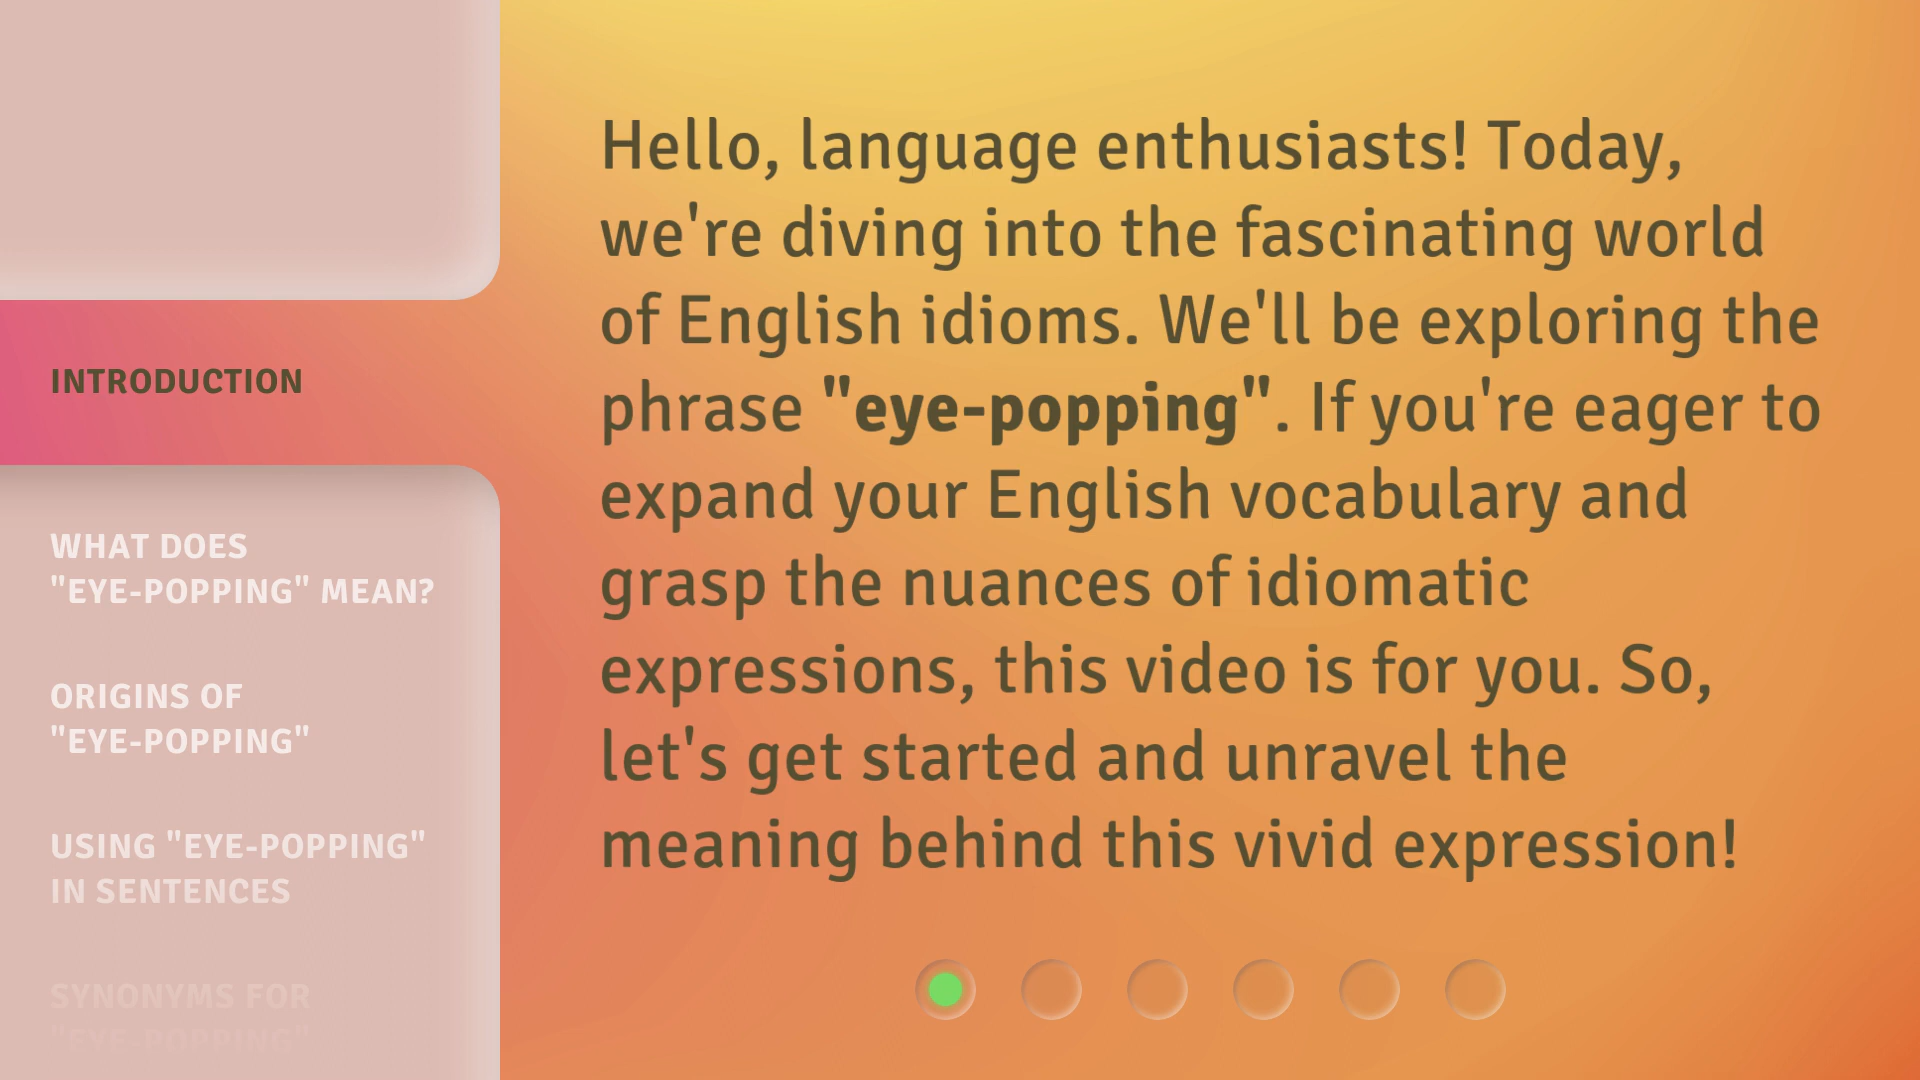 INTRODUCTION
WHAT DOES
"EYE-POPPING" MEAN?
ORIGINS OF
"EYE-POPPING"
USING "EYE-POPPING"
IN SENTENCES
SYNONYMS FOR
"EYE-POPPING"
Hello, language enthusiasts! Today,
we're diving into the fascinating world
of English idioms. We'll be exploring the
phrase "eye-popping". If you're eager to
expand your English vocabulary and
grasp the nuances of idiomatic
expressions, this video is for you. So,
let's get started and unravel the
meaning behind this vivid expression!